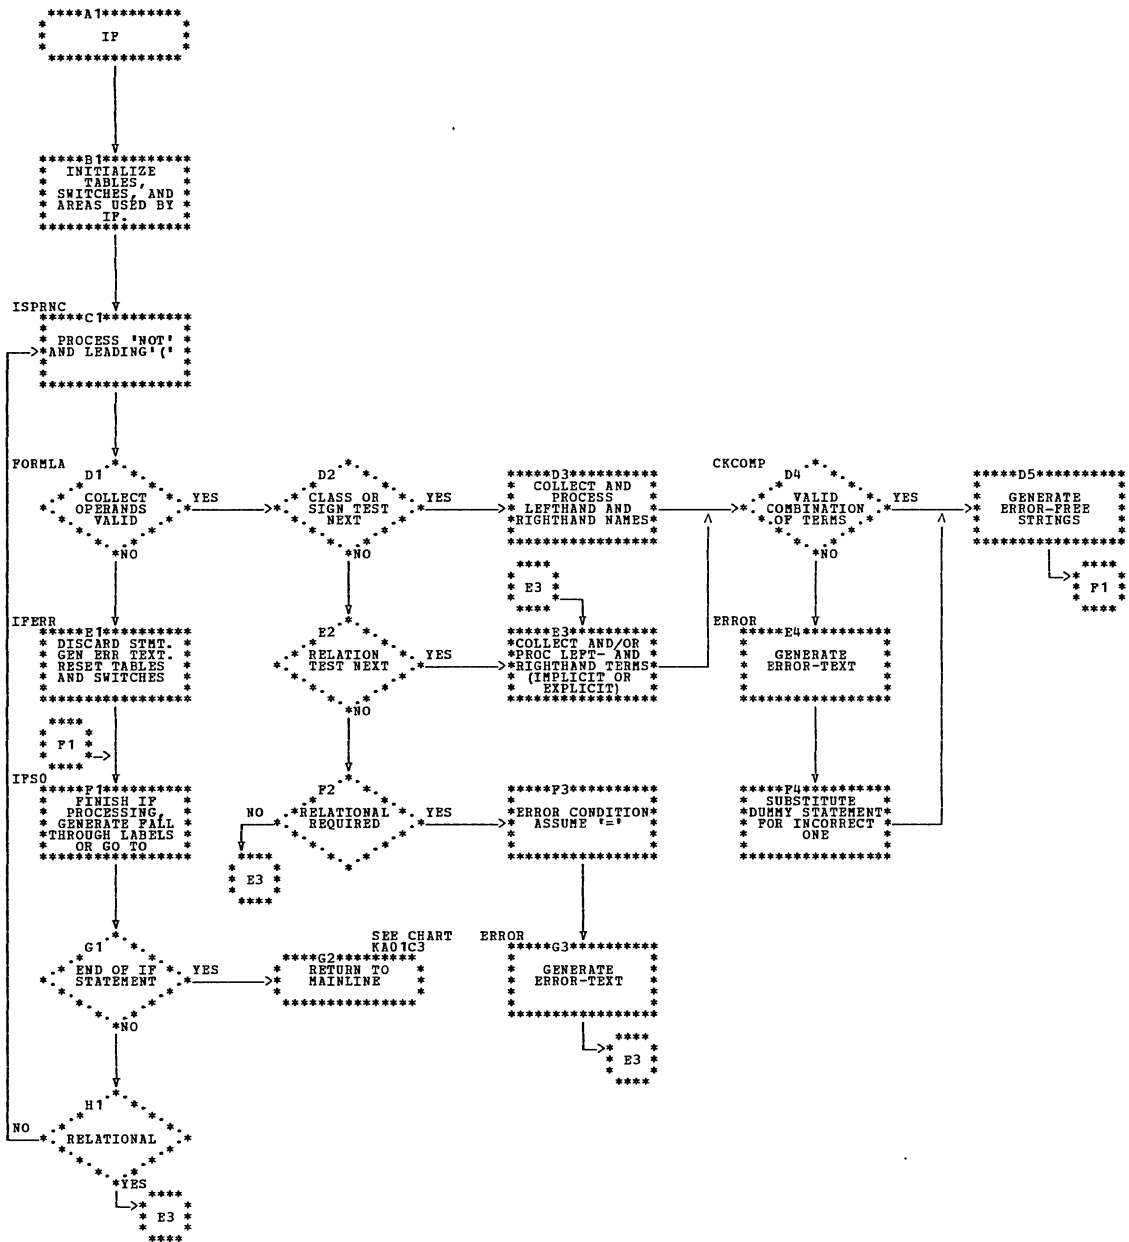 A1
IF
B1
INITIALIZE
TABLES,
SWITCHES, AND
AREAS USED BY
IF.
ISPRNC
C1
PROCESS 'NOT'
AND LEADING'('
FORMLA
D1
COLLECT
OPERANDS
VALID
YES
NO
D2
CLASS OR
SIGN TEST
NEXT
YES
NO
D3
COLLECT AND
PROCESS
LEFTHAND AND
RIGHTHAND NAMES
CKCOMP
D4
VALID
COMBINATION
OF TERMS
YES
NO
D5
GENERATE
ERROR-FREE
STRINGS
F1
E3
IFERR
E1
DISCARD STMT.
GEN ERR TEXT.
RESET TABLES
AND SWITCHES
E2
RELATION
TEST NEXT
YES
NO
E3
COLLECT AND/OR
PROC LEFT- AND
RIGHTHAND TERMS
(IMPLICIT OR
EXPLICIT)
ERROR
E4
GENERATE
ERROR-TEXT
F1
IFS0
F1
FINISH IF
PROCESSING,
GENERATE FALL
THROUGH LABELS
OR GO TO
F2
RELATIONAL
REQUIRED
NO
YES
E3
F3
ERROR CONDITION
ASSUME '='
F4
SUBSTITUTE
DUMMY STATEMENT
FOR INCORRECT
ONE
G1
END OF IF
STATEMENT
YES
NO
SEE CHART
KA01C3
G2
RETURN TO
MAINLINE
ERROR
G3
GENERATE
ERROR-TEXT
E3
H1
RELATIONAL
NO
YES
E3